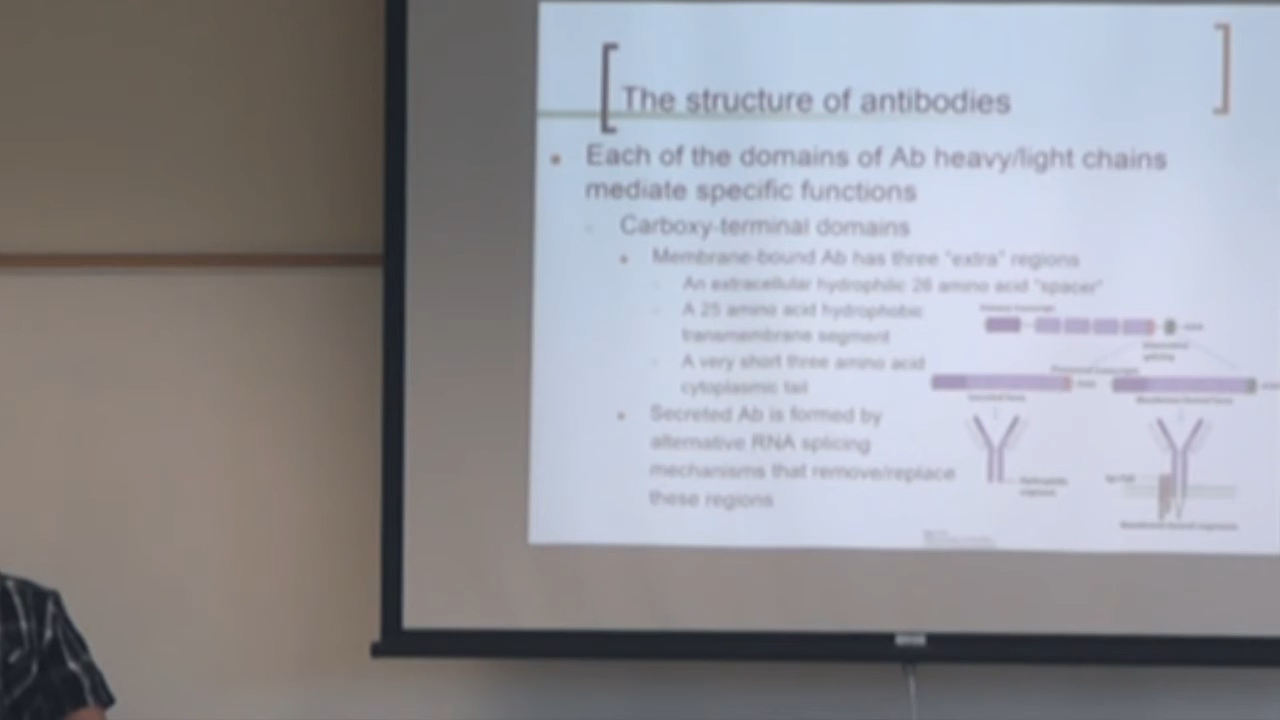 The structure of antibodies
Each of the domains of Ab heavy/light chains
mediate specific functions
Carboxy-terminal domains
Membrane-bound Ab has three "extra" regions
An extracellular hydrophilic 26 amino acid "spacer"
A 25 amino acid hydrophobic
transmembrane segment
A very short three amino acid
cytoplasmic tail
Secreted Ab is formed by
alternative RNA splicing
mechanisms that remove/replace
these regions